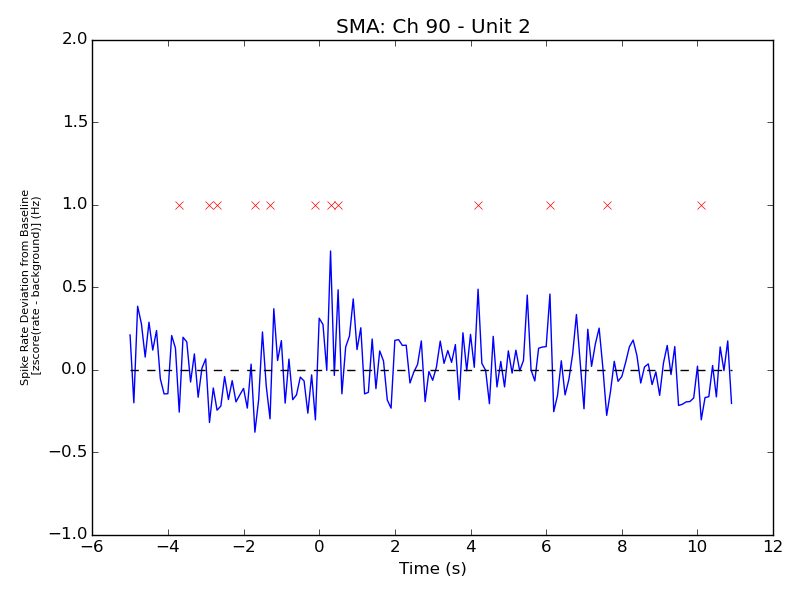 SMA: Ch 90 - Unit 2
2.0
1.5
1.0
0.5
0.0
−0.5
−1.0
Spike Rate Deviation from Baseline
[zscore(rate - background)] (Hz)
−6 −4 −2 0 2 4 6 8 10 12
Time (s)